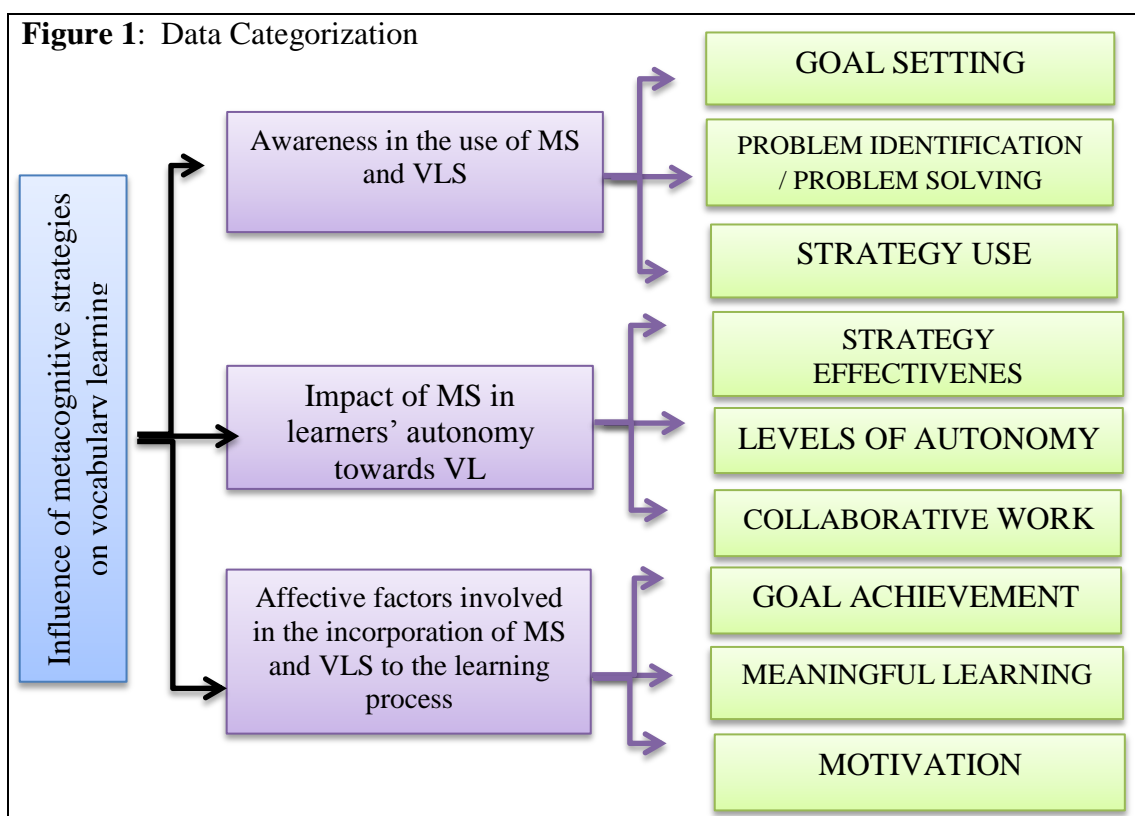 Figure 1: Data Categorization
Influence of metacognitive strategies
on vocabulary learning
Awareness in the use of MS
and VLS
GOAL SETTING
PROBLEM IDENTIFICATION
/ PROBLEM SOLVING
STRATEGY USE
Impact of MS in
learners’ autonomy
towards VL
STRATEGY
EFFECTIVENES
LEVELS OF AUTONOMY
COLLABORATIVE WORK
Affective factors involved
in the incorporation of MS
and VLS to the learning
process
GOAL ACHIEVEMENT
MEANINGFUL LEARNING
MOTIVATION